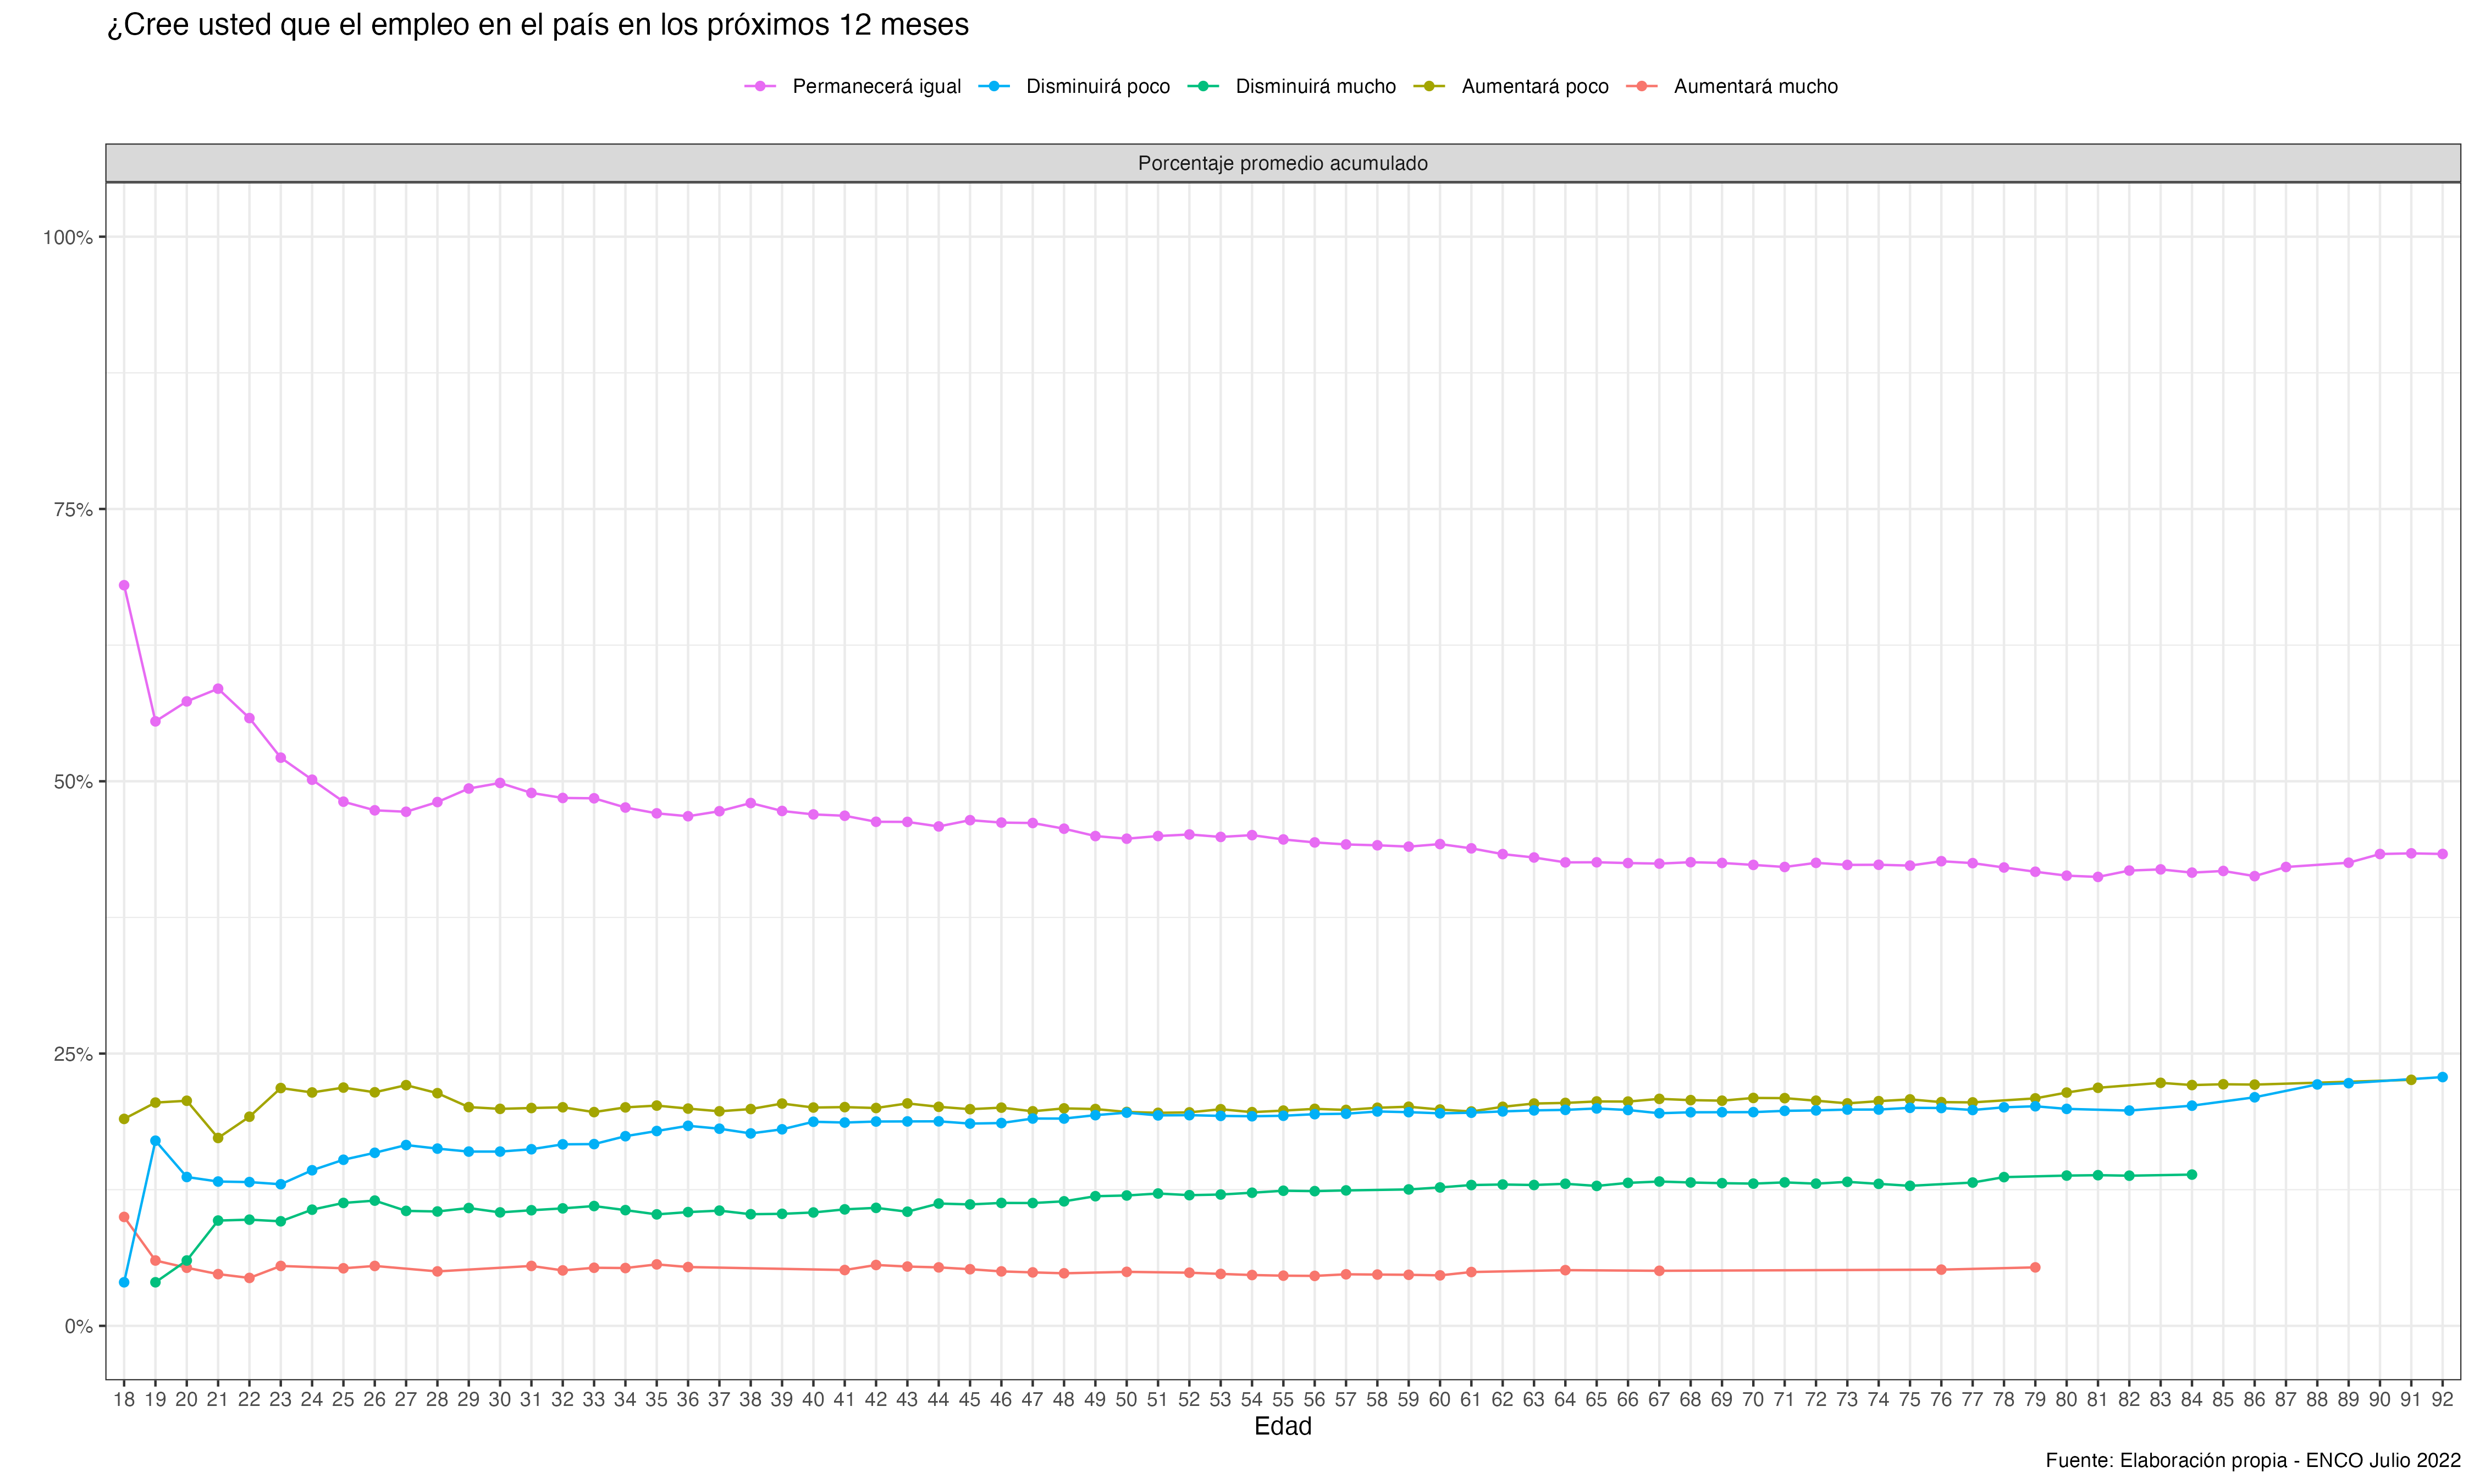 ¿Cree usted que el empleo en el país en los próximos 12 meses
Permanecerá igual Disminuirá poco Disminuirá mucho Aumentará poco Aumentará mucho
Porcentaje promedio acumulado
100%
75%
50%
25%
0%
18 19 20 21 22 23 24 25 26 27 28 29 30 31 32 33 34 35 36 37 38 39 40 41 42 43 44 45 46 47 48 49 50 51 52 53 54 55 56 57 58 59 60 61 62 63 64 65 66 67 68 69 70 71 72 73 74 75 76 77 78 79 80 81 82 83 84 85 86 87 88 89 90 91 92
Edad
Fuente: Elaboración propia - ENCO Julio 2022